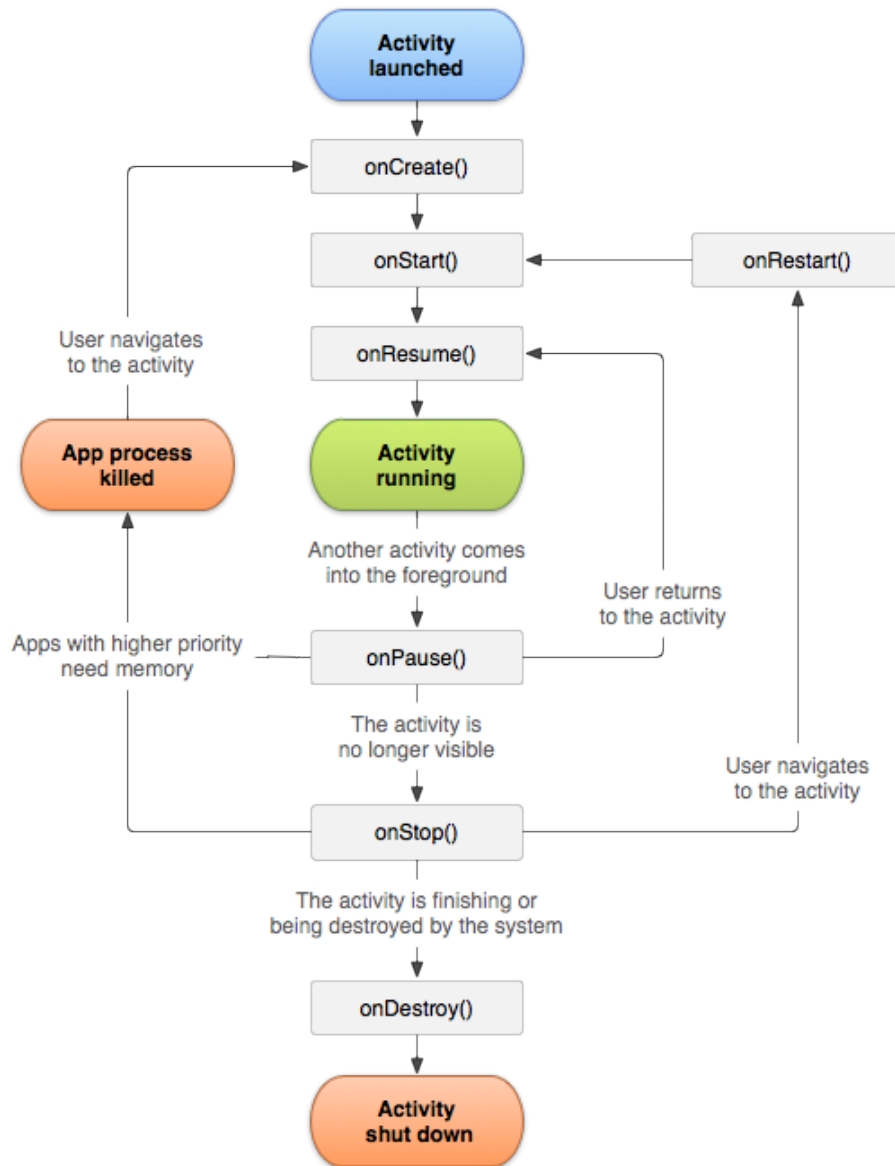 Activity
launched
onCreate()
onStart()
onRestart()
User navigates
to the activity
onResume()
App process
killed
Activity
running
Another activity comes
into the foreground
User returns
to the activity
Apps with higher priority
need memory
onPause()
The activity is
no longer visible
User navigates
to the activity
onStop()
The activity is finishing or
being destroyed by the system
onDestroy()
Activity
shut down